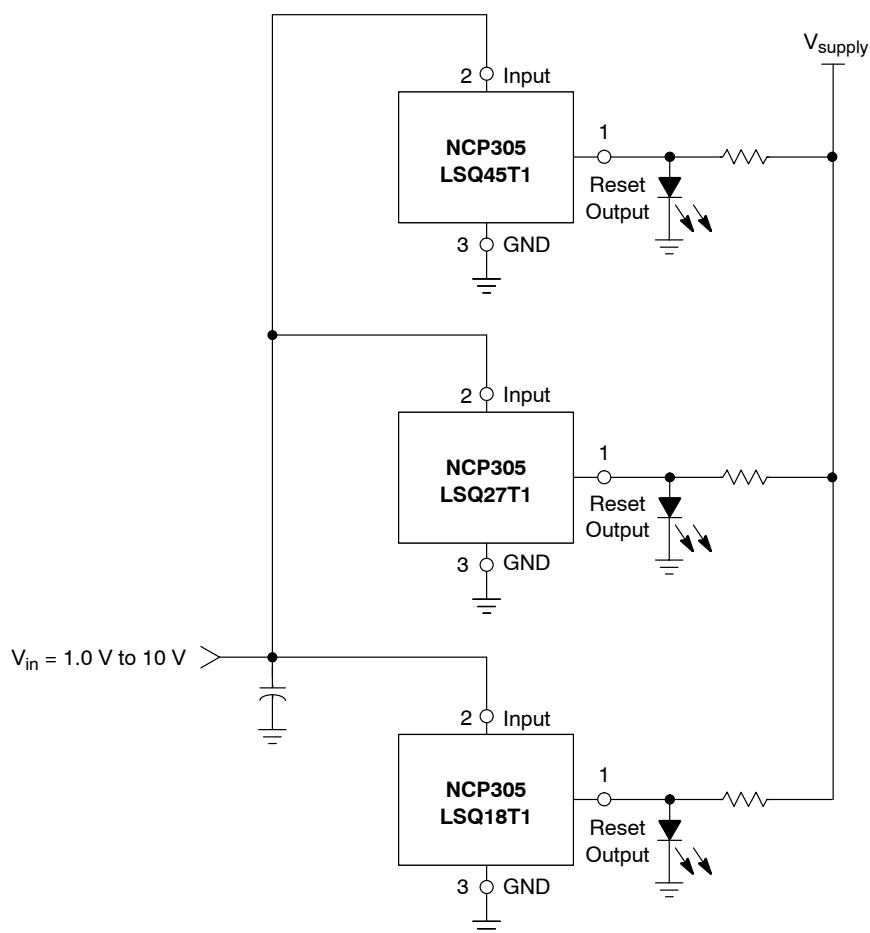 V_supply
2 Input
NCP305
LSQ45T1
1
Reset
Output
3 GND
2 Input
NCP305
LSQ27T1
1
Reset
Output
3 GND
V_in = 1.0 V to 10 V
2 Input
NCP305
LSQ18T1
1
Reset
Output
3 GND